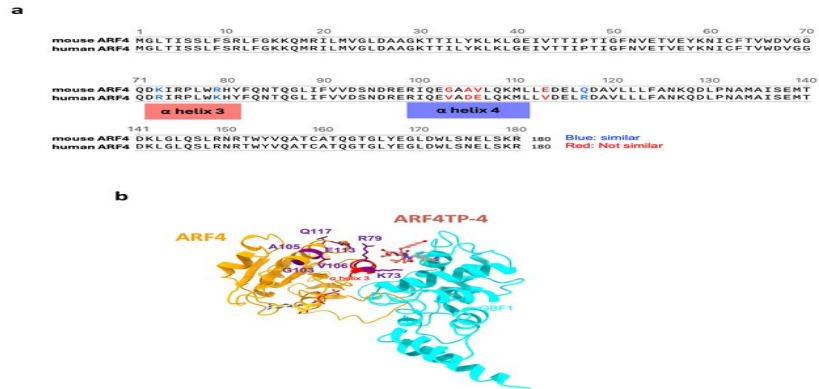 a
1 10 20 30 40 50 60 70
mouse ARF4 MGLTISSLFSRLFGKKQMRILMVGLDAAGKTTILYKLKLGEIVTTIPTIGFNVETVEYKNICFTVWDVGG
human ARF4 MGLTISSLFSRLFGKKQMRILMVGLDAAGKTTILYKLKLGEIVTTIPTIGFNVETVEYKNICFTVWDVGG
71 80 90 100 110 120 130 140
mouse ARF4 QDKIRPLWRHYFQNTQGLIFVVDSNDRERIQEGAAVLQKMLLEDELQDAVLLLFANKQDLPNAMAISEMT
human ARF4 QDRIRPLWKHYFQNTQGLIFVVDSNDRERIQEVADELQKMLLVDELRDAVLLLFANKQDLPNAMAISEMT
α helix 3 α helix 4
141 150 160 170 180
mouse ARF4 DKLGLQSLRNRTWYVQATCATQGTGLYEGLDWLSNELSKR 180 Blue: similar
human ARF4 DKLGLQSLRNRTWYVQATCATQGTGLYEGLDWLSNELSKR 180 Red: Not similar
b
ARF4TP-4
ARF4
Q117
R79
A105
E113
V106
G103
K73
α helix 3
GBF1